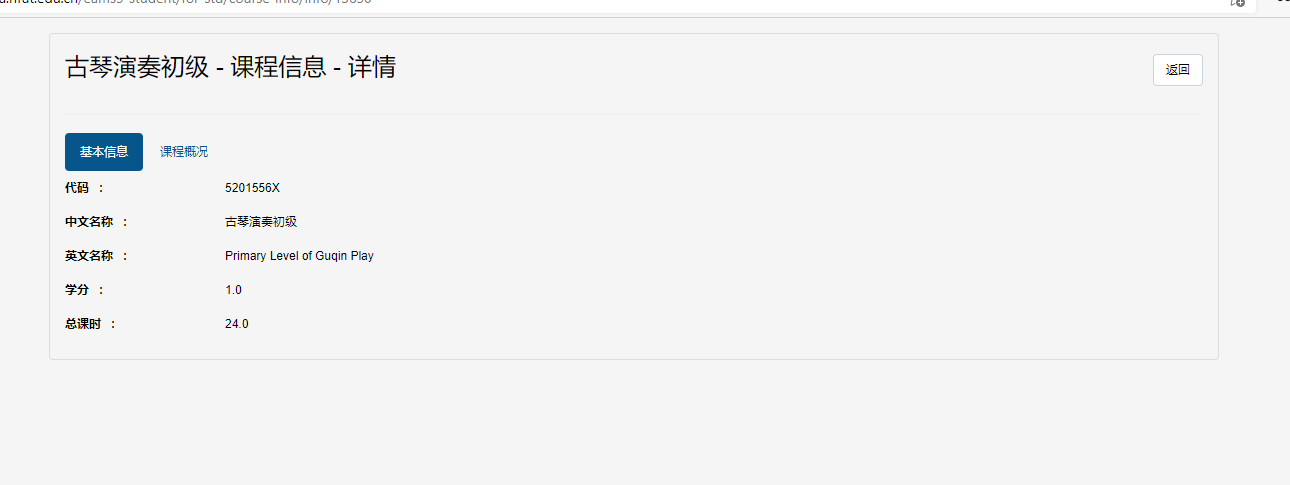 古琴演奏初级 - 课程信息 - 详情
返回
基本信息 课程概况
代码 : 5201556X
中文名称 : 古琴演奏初级
英文名称 : Primary Level of Guqin Play
学分 : 1.0
总课时 : 24.0